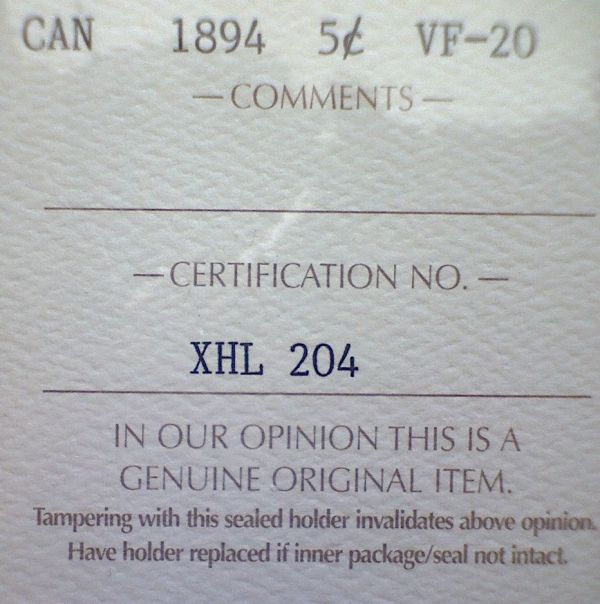 CAN 1894 5¢ VF-20
—COMMENTS—
—CERTIFICATION NO.—
XHL 204
IN OUR OPINION THIS IS A
GENUINE ORIGINAL ITEM.
Tampering with this sealed holder invalidates above opinion.
Have holder replaced if inner package/seal not intact.